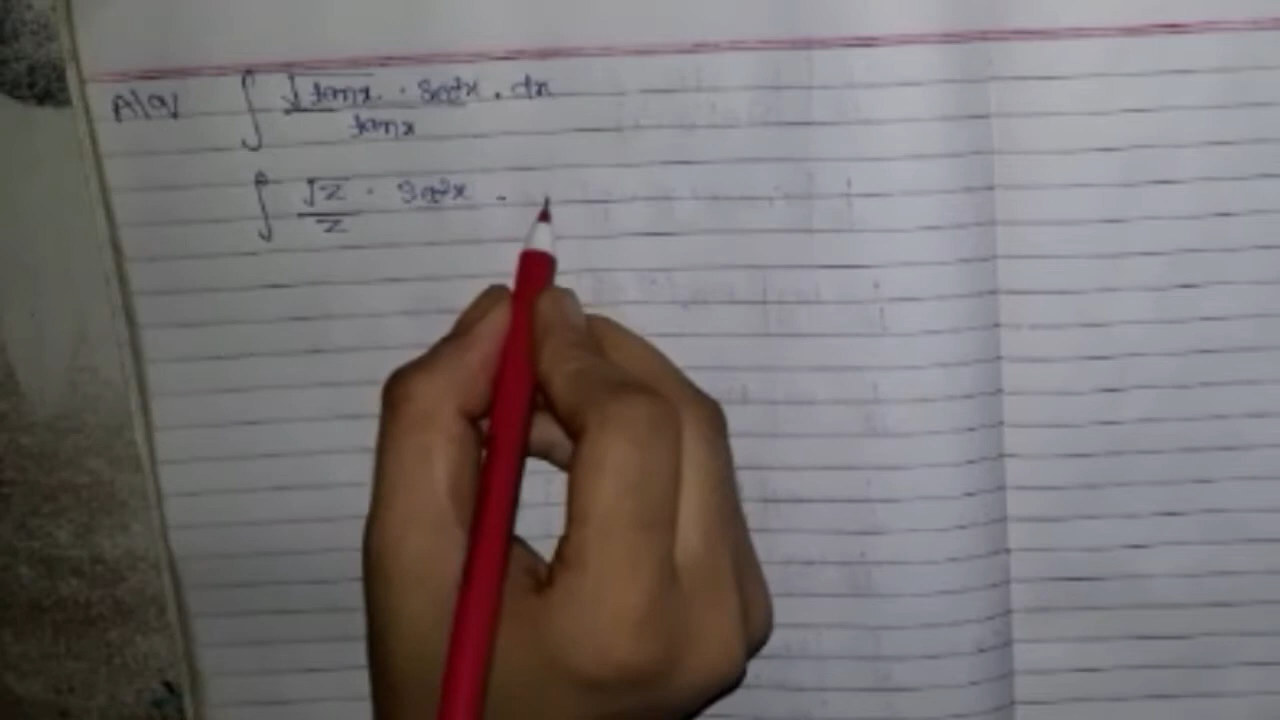 A/Q/ ∫ √tanx · Sec²x . dx / tanx
∫ √z / z · Sec²x .